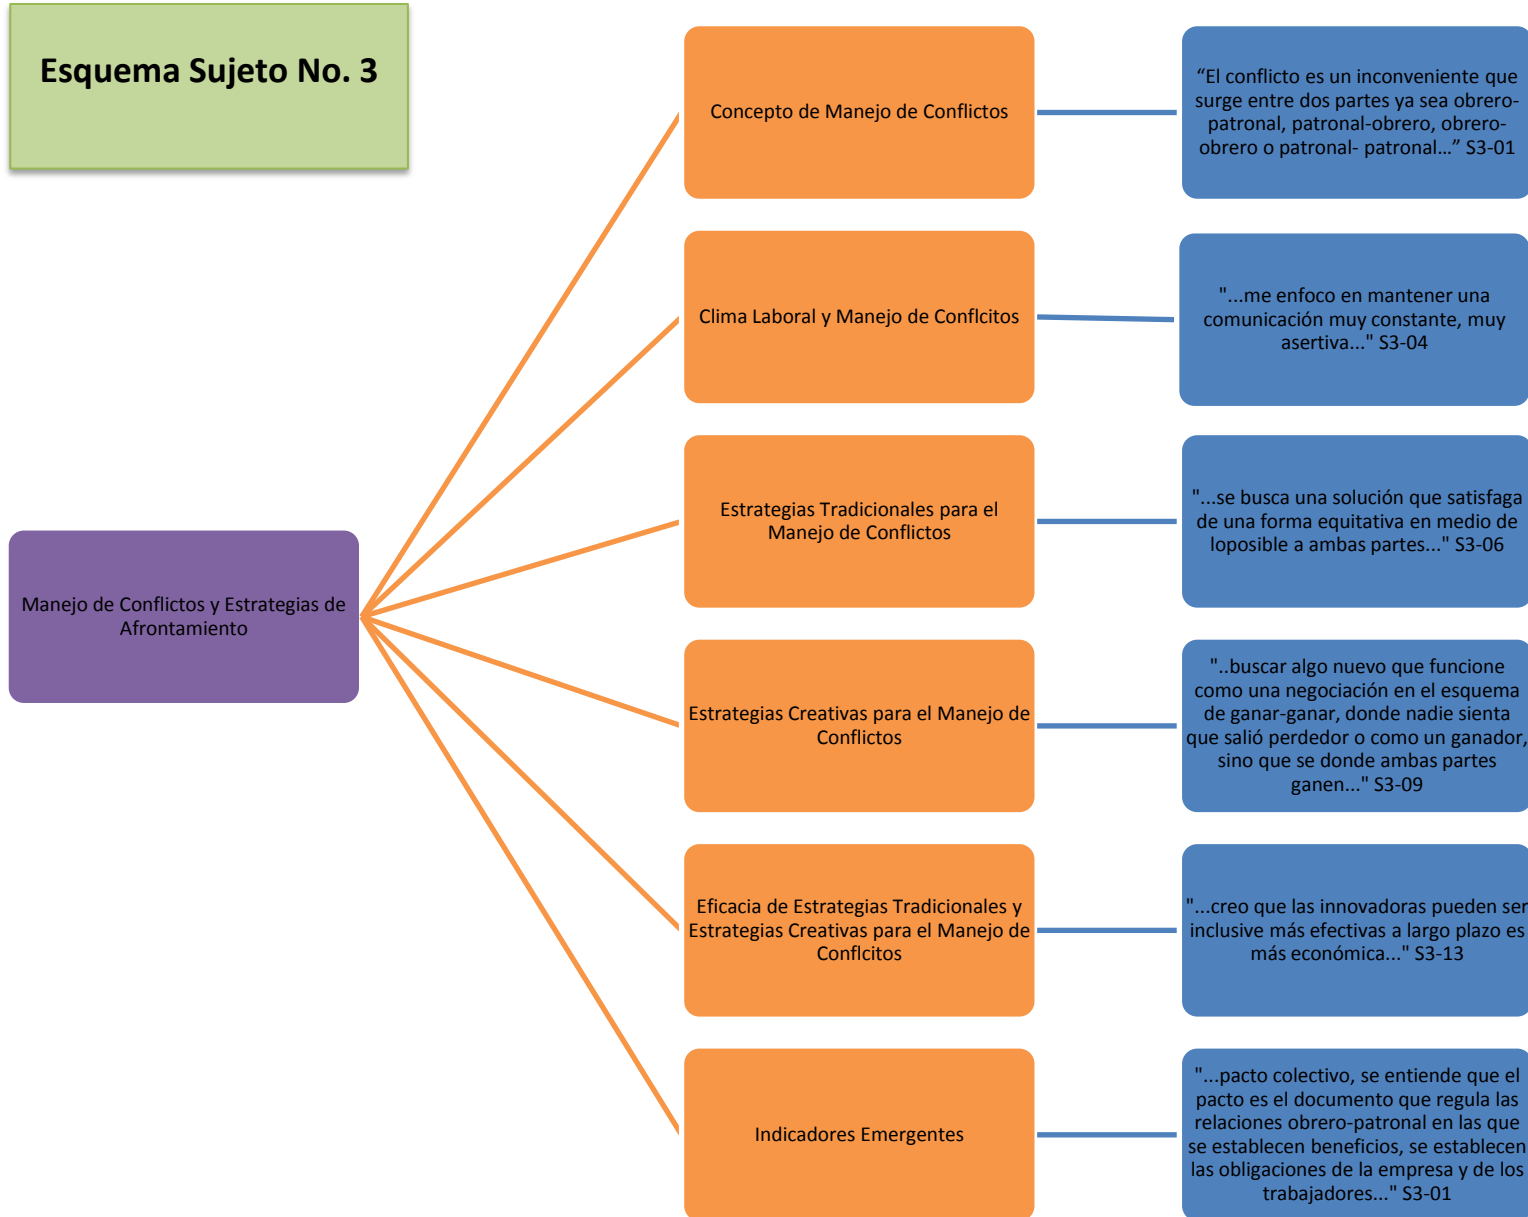 Esquema Sujeto No. 3
Manejo de Conflictos y Estrategias de
Afrontamiento
Concepto de Manejo de Conflictos
“El conflicto es un inconveniente que
surge entre dos partes ya sea obrero-
patronal, patronal-obrero, obrero-
obrero o patronal- patronal…” S3-01
Clima Laboral y Manejo de Conflcitos
"...me enfoco en mantener una
comunicación muy constante, muy
asertiva..." S3-04
Estrategias Tradicionales para el
Manejo de Conflictos
"...se busca una solución que satisfaga
de una forma equitativa en medio de
loposible a ambas partes..." S3-06
Estrategias Creativas para el Manejo de
Conflictos
"..buscar algo nuevo que funcione
como una negociación en el esquema
de ganar-ganar, donde nadie sienta
que salió perdedor o como un ganador,
sino que se donde ambas partes
ganen..." S3-09
Eficacia de Estrategias Tradicionales y
Estrategias Creativas para el Manejo de
Conflcitos
"...creo que las innovadoras pueden ser
inclusive más efectivas a largo plazo es
más económica..." S3-13
Indicadores Emergentes
"...pacto colectivo, se entiende que el
pacto es el documento que regula las
relaciones obrero-patronal en las que
se establecen beneficios, se establecen
las obligaciones de la empresa y de los
trabajadores..." S3-01